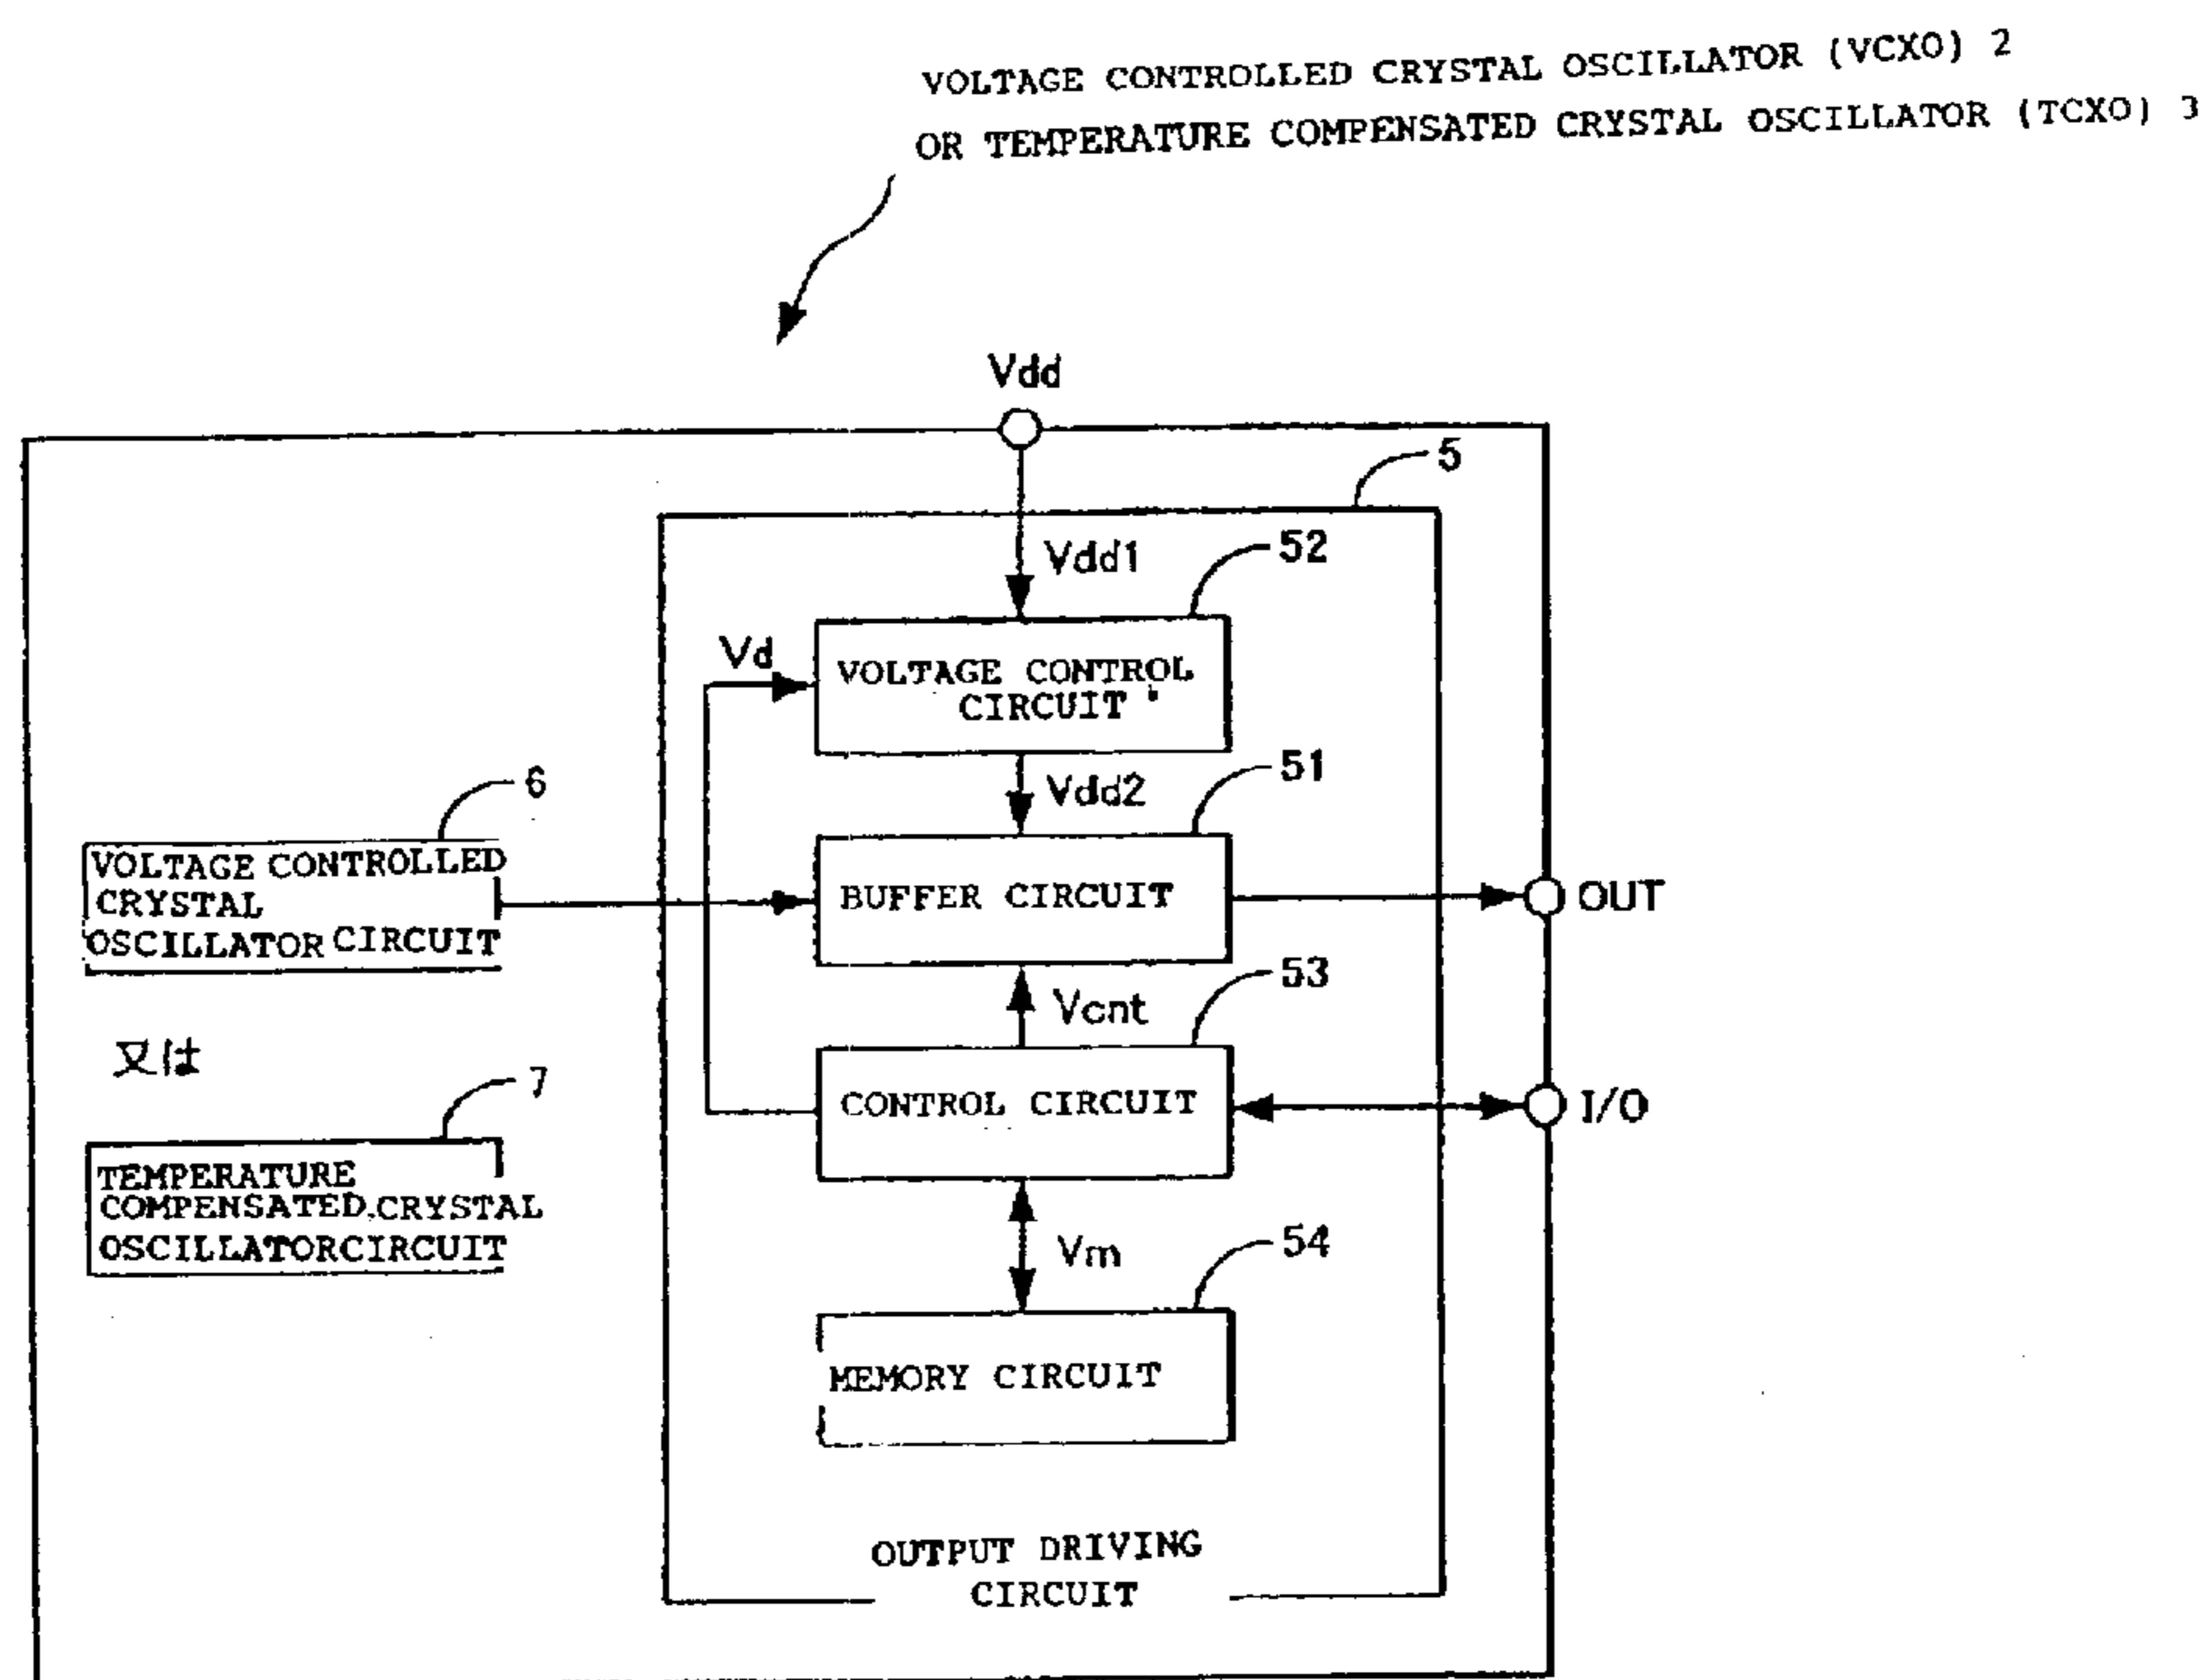 VOLTAGE CONTROLLED CRYSTAL OSCILLATOR (VCXO) 2
OR TEMPERATURE COMPENSATED CRYSTAL OSCILLATOR (TCXO) 3
Vdd
5
Vdd1
52
Vd
VOLTAGE CONTROL
CIRCUIT
Vdd2
51
6
VOLTAGE CONTROLLED
CRYSTAL
OSCILLATOR CIRCUIT
BUFFER CIRCUIT
OUT
Vcnt
53
又は
7
CONTROL CIRCUIT
I/O
TEMPERATURE
COMPENSATED CRYSTAL
OSCILLATORCIRCUIT
Vm
54
MEMORY CIRCUIT
OUTPUT DRIVING
CIRCUIT